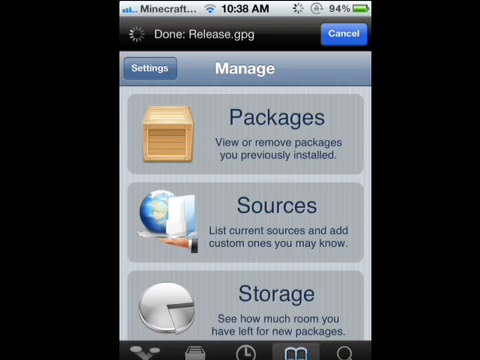 Minecraft... 10:38 AM 94%
Done: Release.gpg Cancel
Settings Manage
Packages
View or remove packages
you previously installed.
Sources
List current sources and add
custom ones you may know.
Storage
See how much room you
have left for new packages.